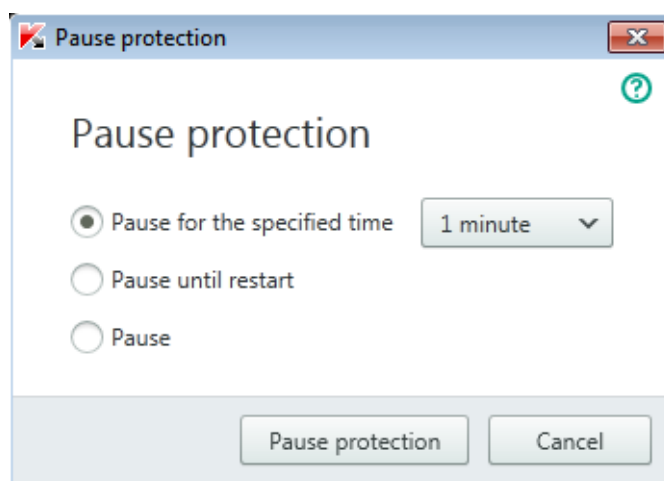 Pause protection
Pause protection
Pause for the specified time 1 minute
Pause until restart
Pause
Pause protection Cancel